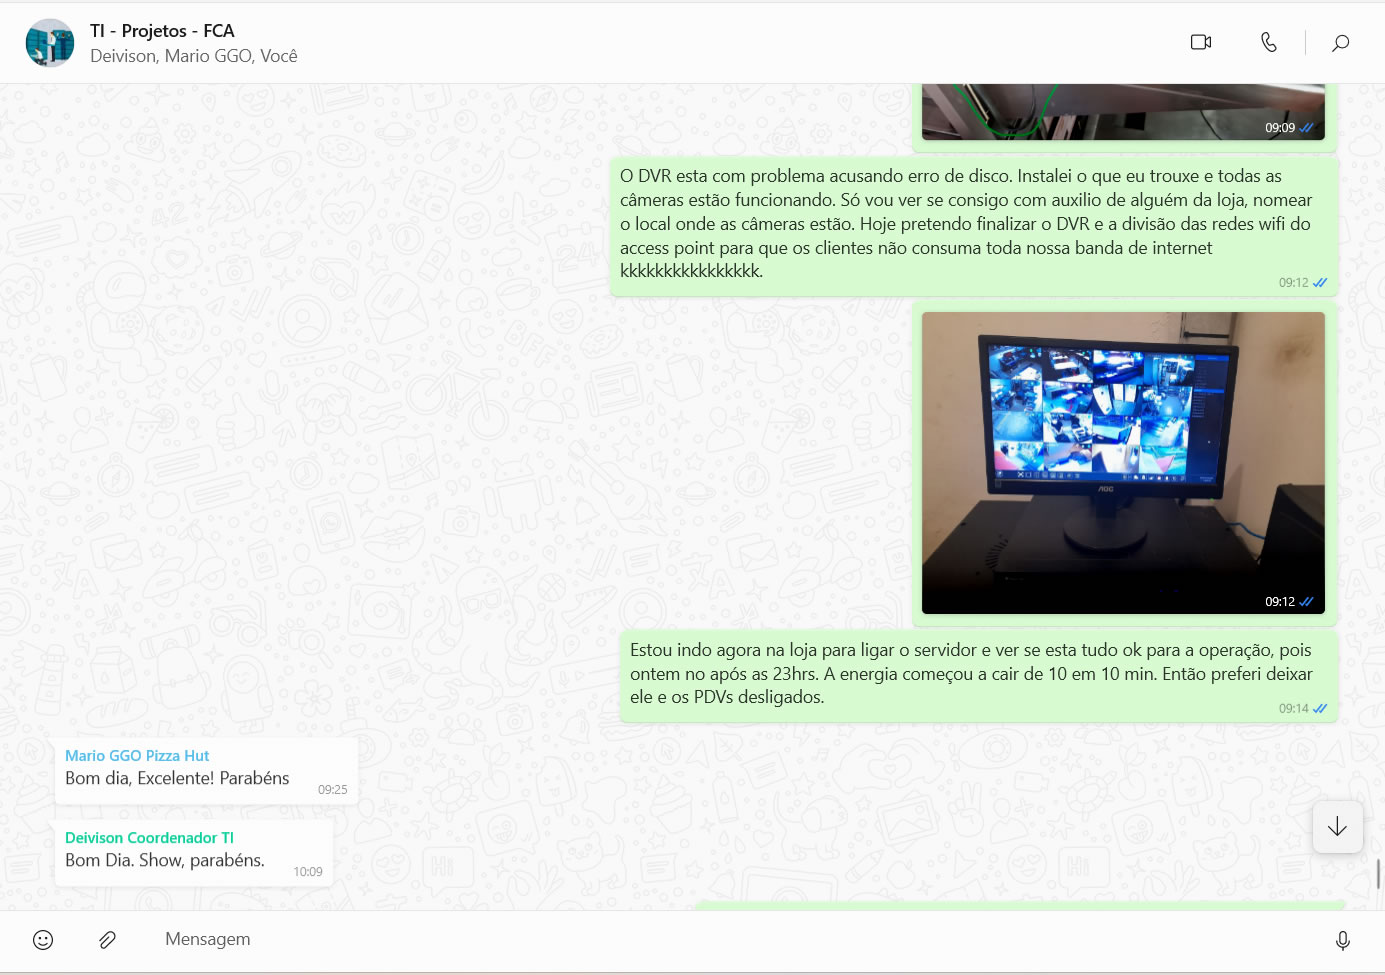 TI - Projetos - FCA
Deivison, Mario GGO, Você
09:09
O DVR esta com problema acusando erro de disco. Instalei o que eu trouxe e todas as
câmeras estão funcionando. Só vou ver se consigo com auxilio de alguém da loja, nomear
o local onde as câmeras estão. Hoje pretendo finalizar o DVR e a divisão das redes wifi do
access point para que os clientes não consuma toda nossa banda de internet
kkkkkkkkkkkkkkkk.
09:12
AOC
09:12
Estou indo agora na loja para ligar o servidor e ver se esta tudo ok para a operação, pois
ontem no após as 23hrs. A energia começou a cair de 10 em 10 min. Então preferi deixar
ele e os PDVs desligados.
09:14
Mario GGO Pizza Hut
Bom dia, Excelente! Parabéns
09:25
Deivison Coordenador TI
Bom Dia. Show, parabéns.
10:09
Mensagem